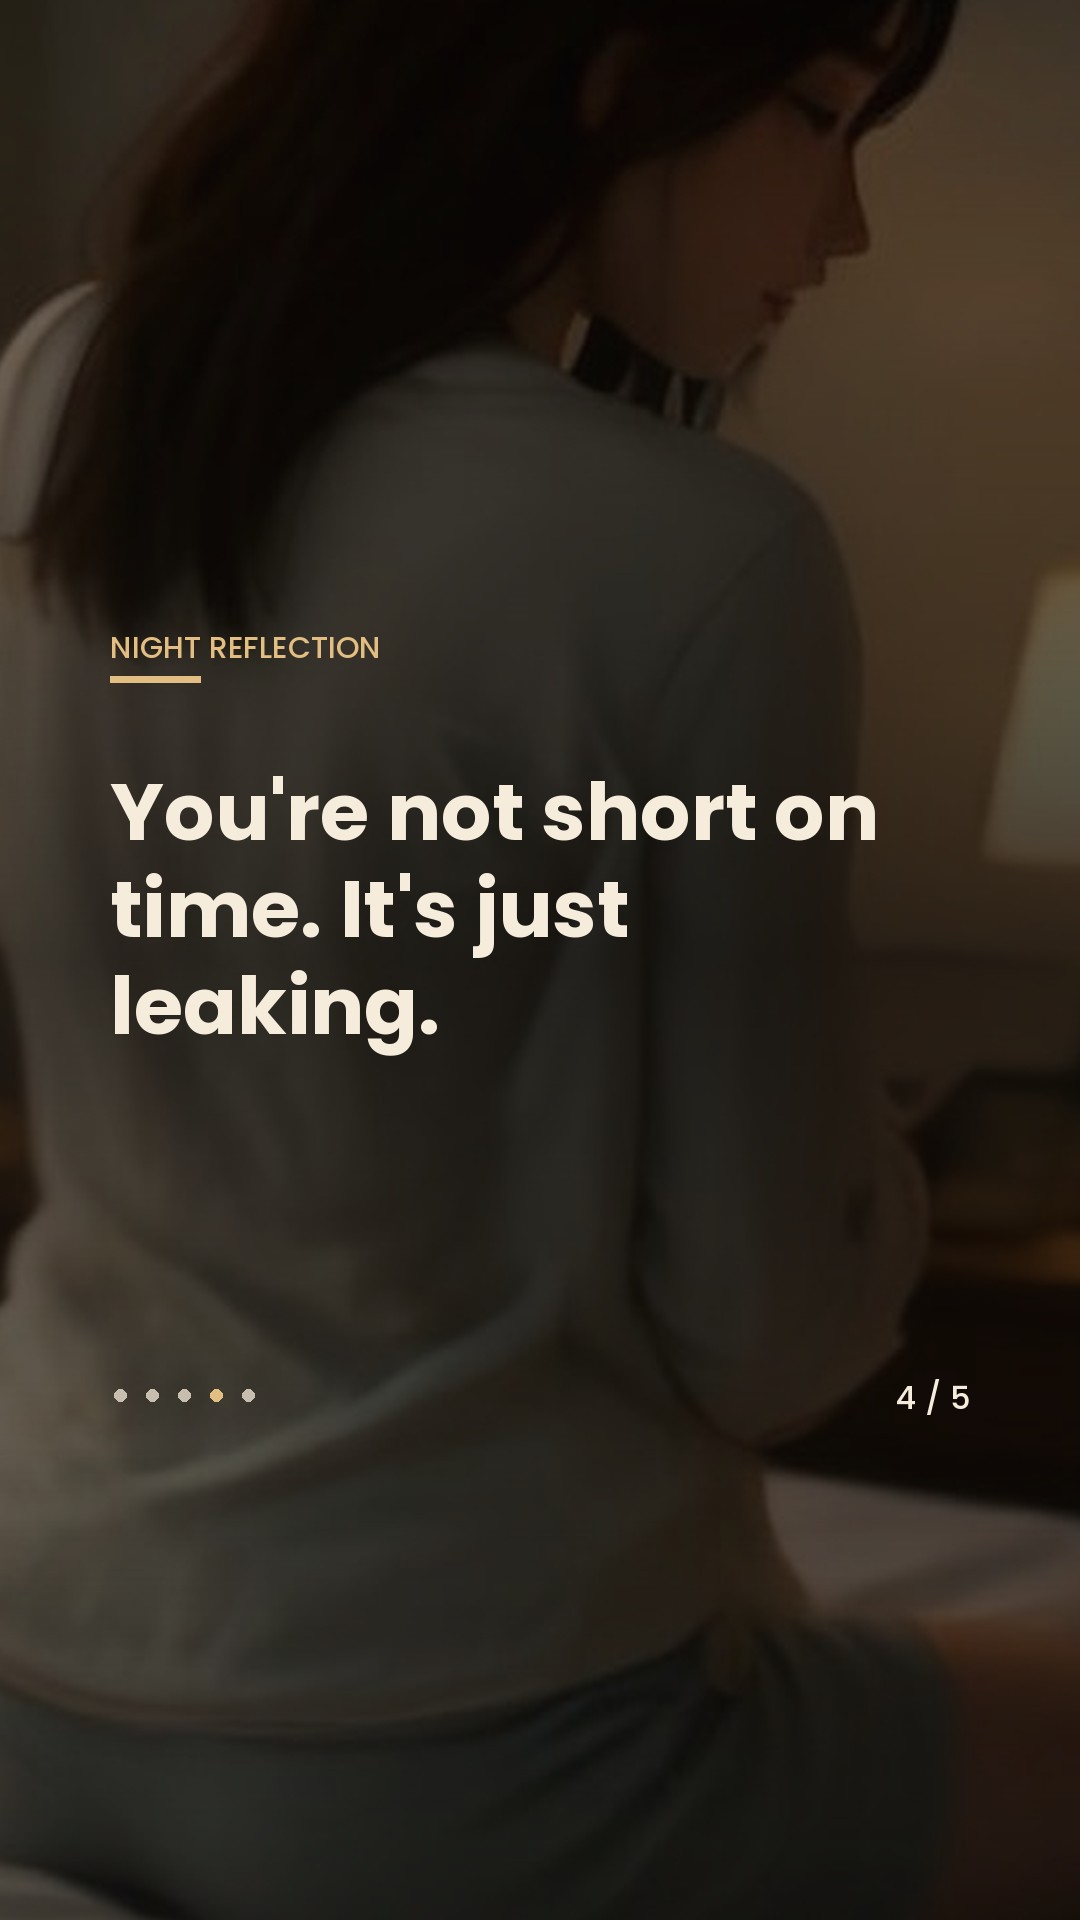 NIGHT REFLECTION
You're not short on
time. It's just
leaking.
4 / 5